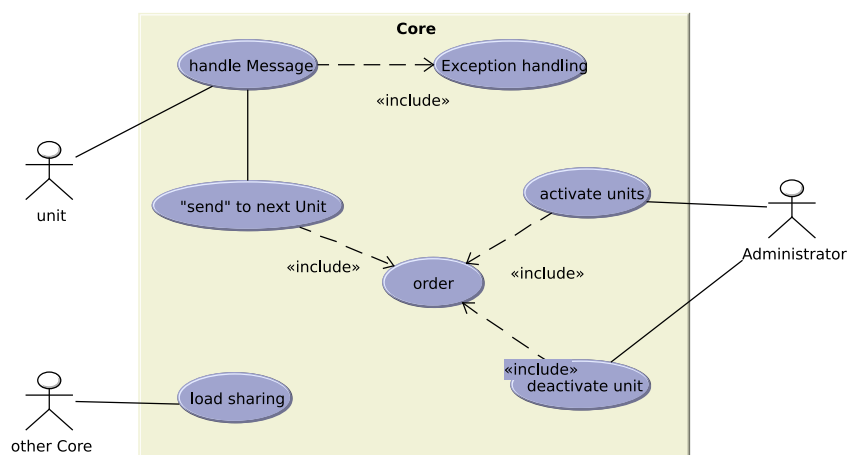 Core
handle Message
Exception handling
«include»
unit
"send" to next Unit
activate units
Administrator
«include»
«include»
order
«include»
deactivate unit
load sharing
other Core